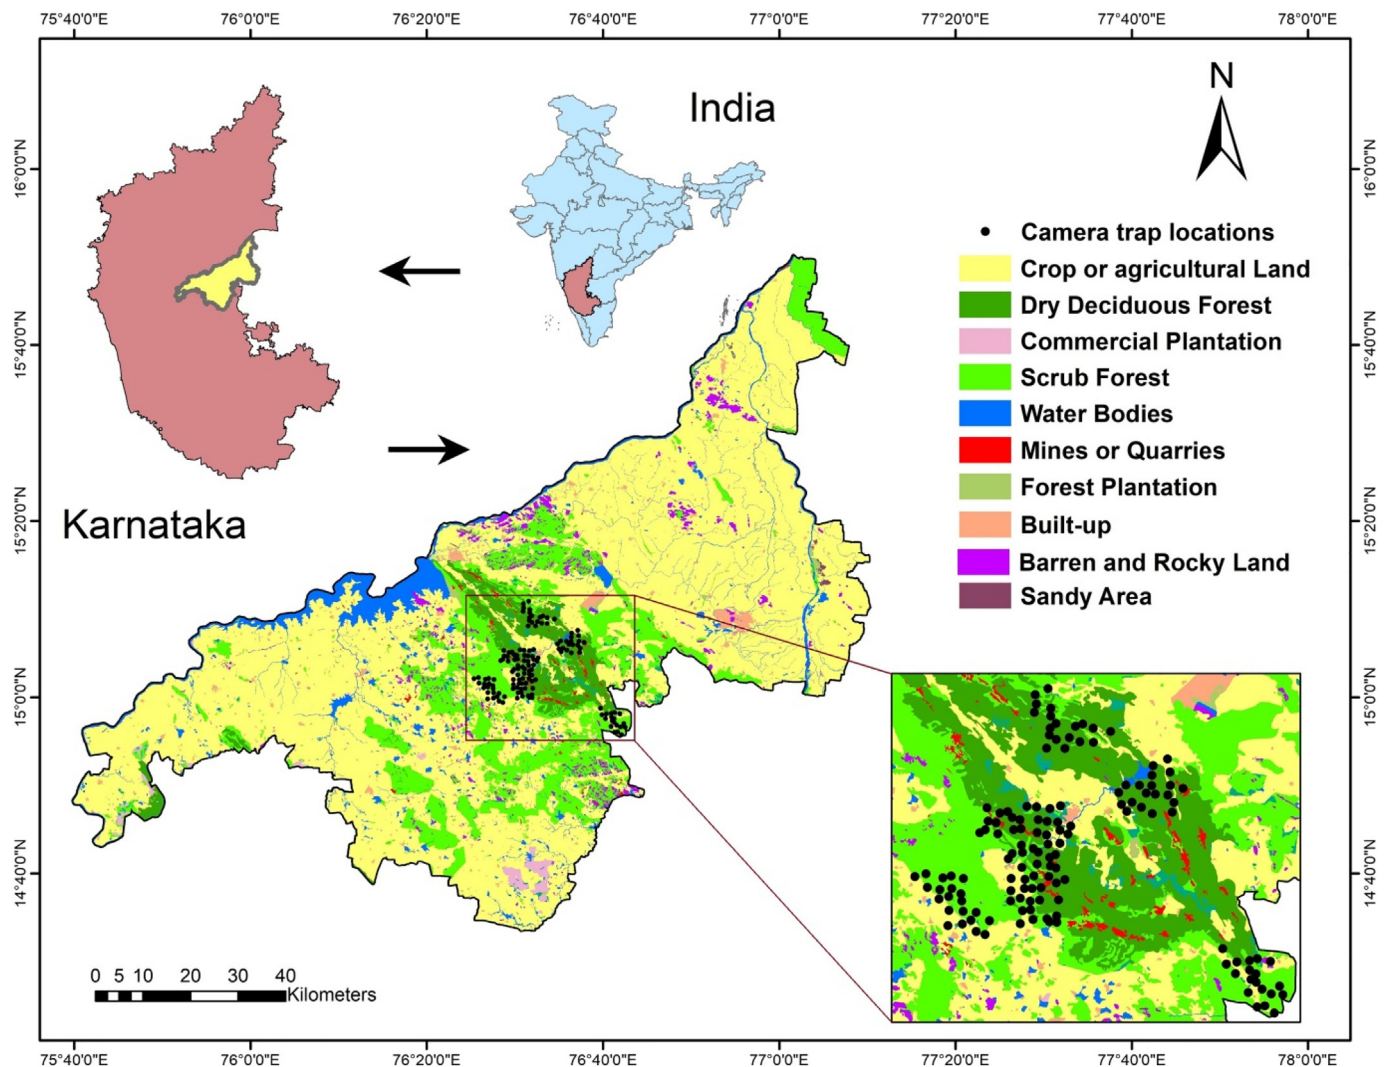 75°40'0"E 76°0'0"E 76°20'0"E 76°40'0"E 77°0'0"E 77°20'0"E 77°40'0"E 78°0'0"E
N
India
16°0'0"N
16°0'0"N
Camera trap locations
Crop or agricultural Land
Dry Deciduous Forest
Commercial Plantation
Scrub Forest
Water Bodies
Mines or Quarries
Forest Plantation
Built-up
Barren and Rocky Land
Sandy Area
15°40'0"N
15°40'0"N
Karnataka
15°20'0"N
15°20'0"N
15°0'0"N
15°0'0"N
14°40'0"N
14°40'0"N
0 5 10 20 30 40
Kilometers
75°40'0"E 76°0'0"E 76°20'0"E 76°40'0"E 77°0'0"E 77°20'0"E 77°40'0"E 78°0'0"E